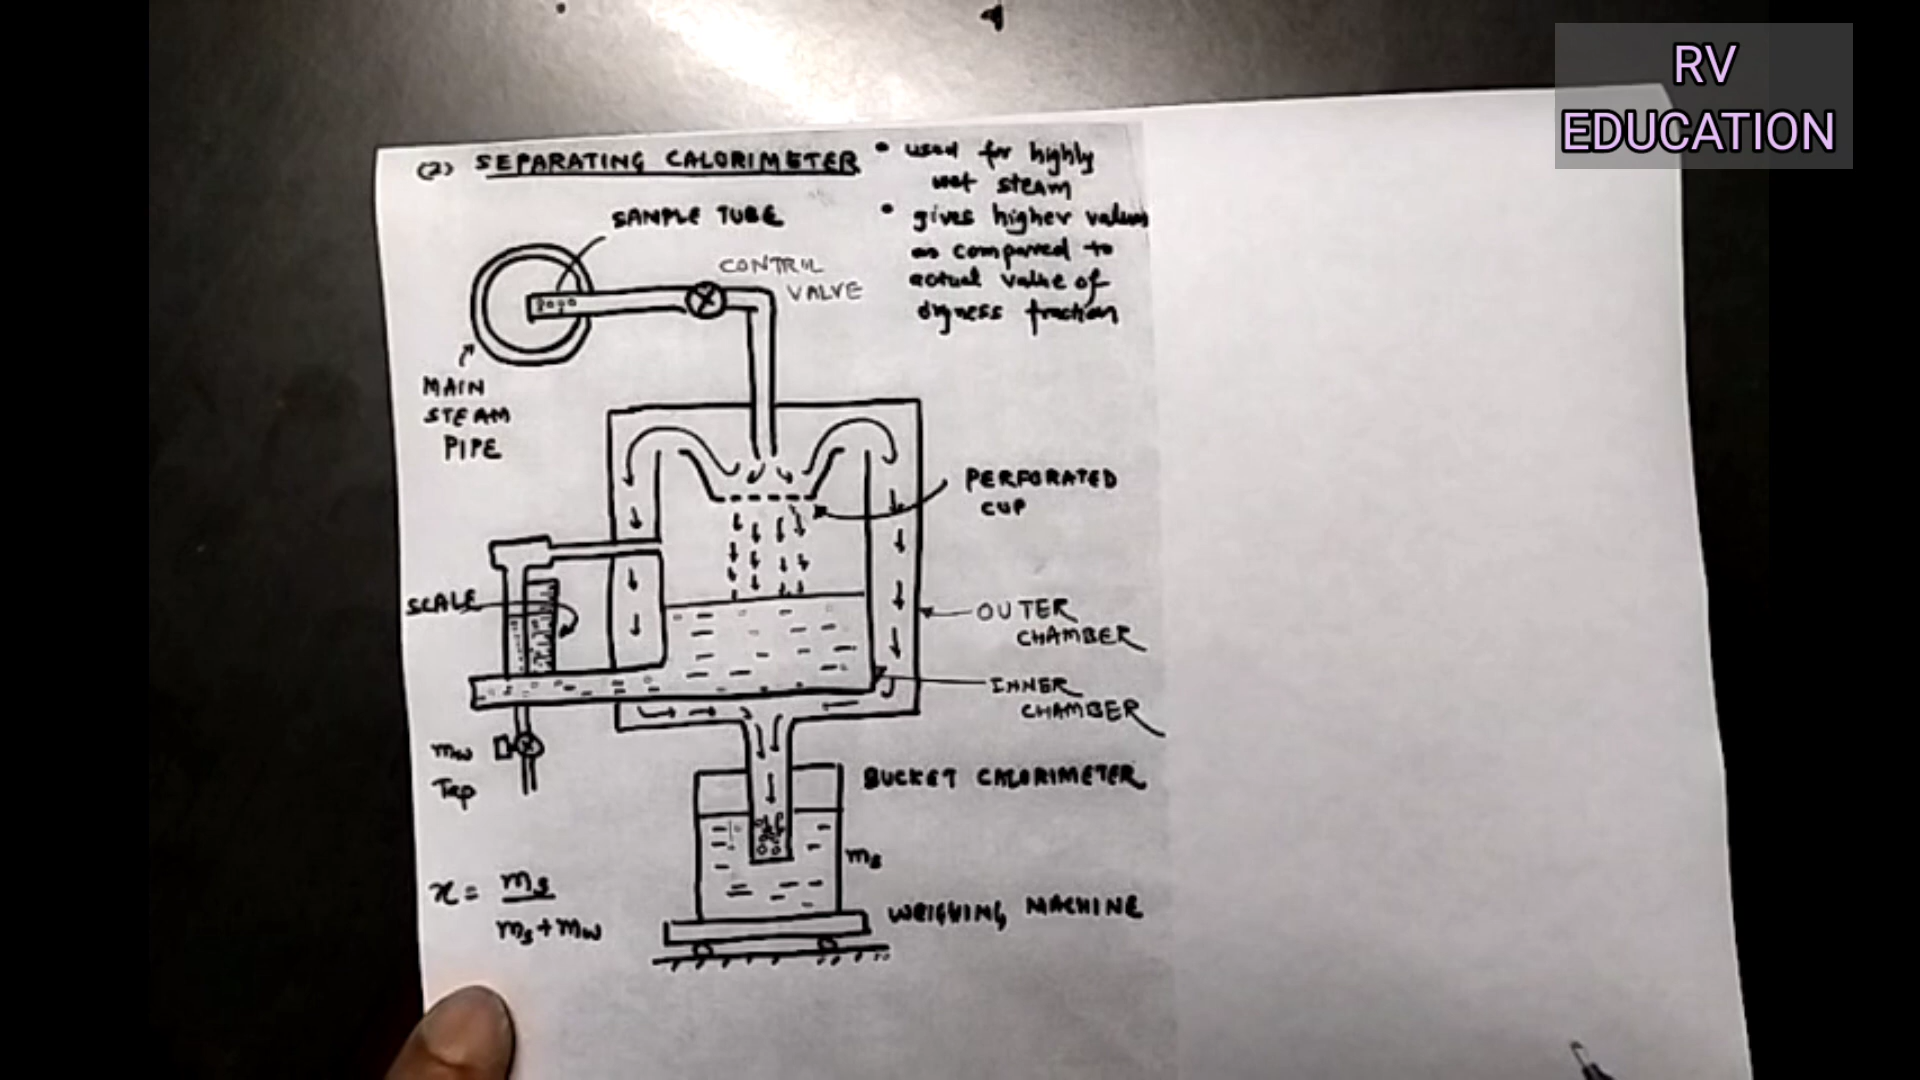 RV
EDUCATION
(2) SEPARATING CALORIMETER
• used for highly
wet steam
• gives higher values
as compared to
actual value of
dryness fraction
SAMPLE TUBE
CONTROL
VALVE
MAIN
STEAM
PIPE
PERFORATED
CUP
SCALE
OUTER
CHAMBER
INNER
CHAMBER
mw
Tap
BUCKET CALORIMETER
ms
WEIGHING MACHINE
x = ms
ms + mw